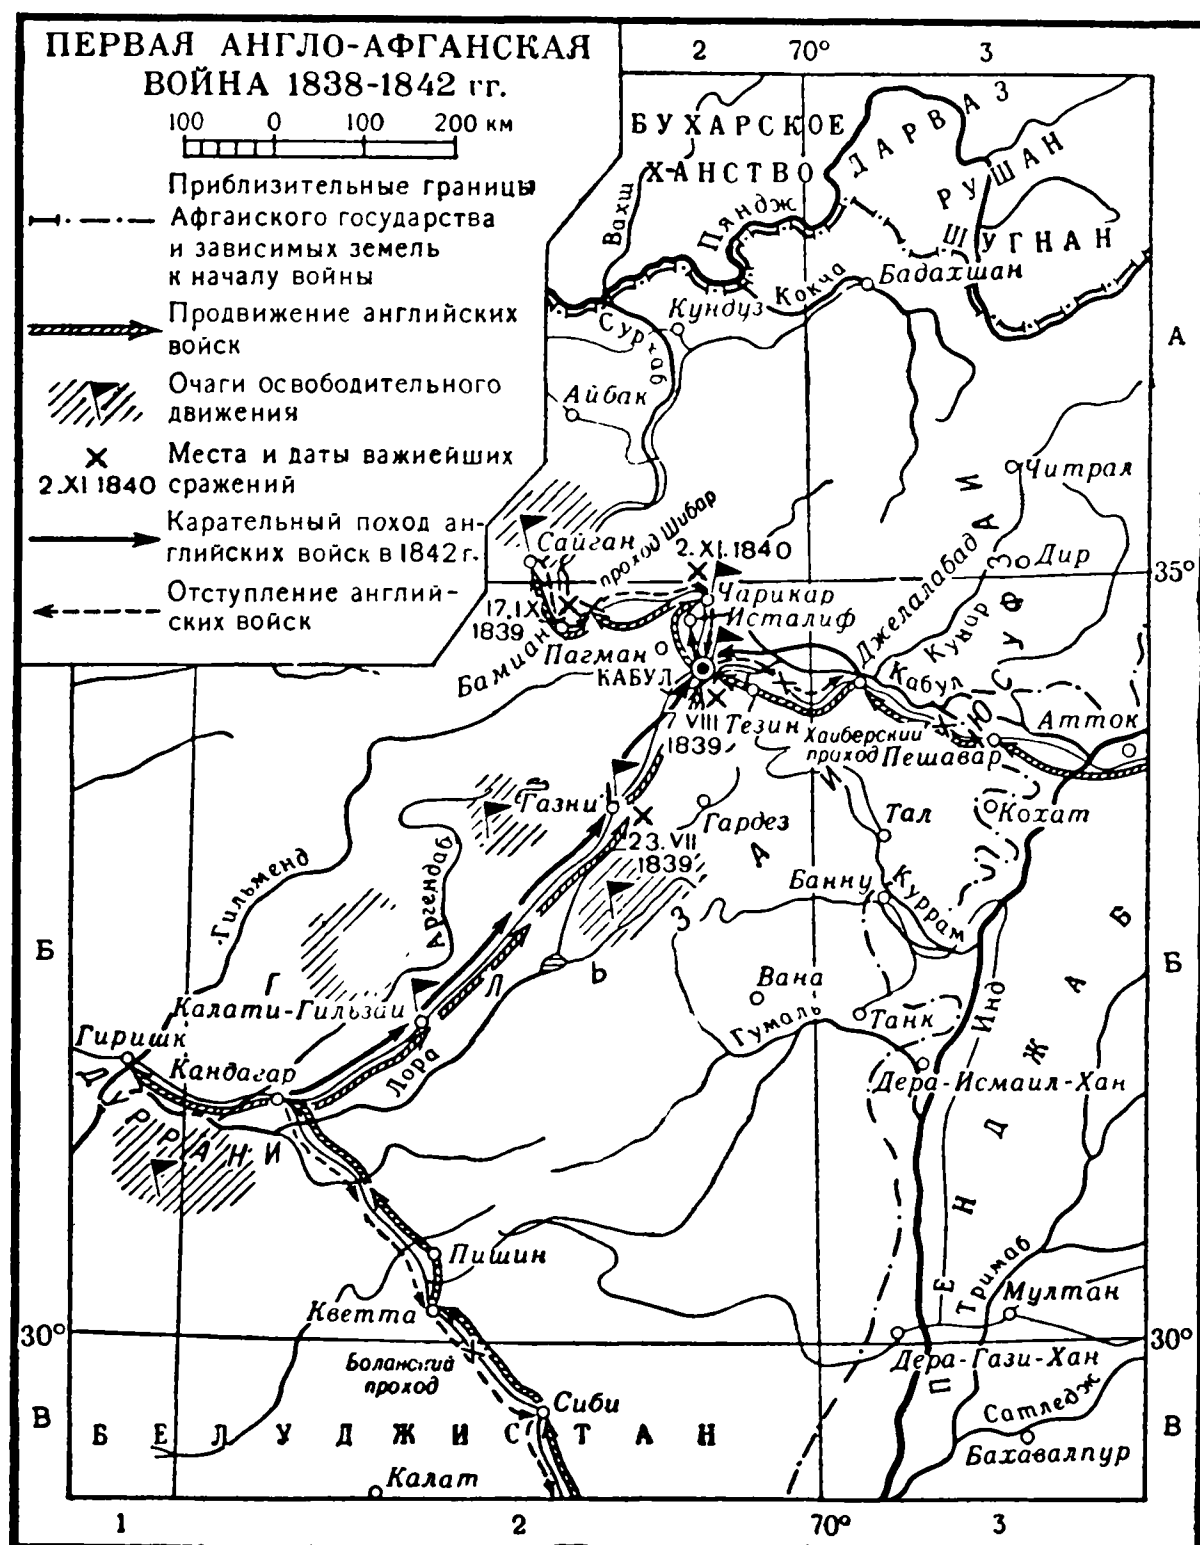 ПЕРВАЯ АНГЛО-АФГАНСКАЯ
ВОЙНА 1838-1842 гг.
100 0 100 200 км
Приблизительные границы
Афганского государства
и зависимых земель
к началу войны
Продвижение английских
войск
Очаги освободительного
движения
Места и даты важнейших
2.XI.1840 сражений
Карательный поход ан-
глийских войск в 1842 г.
Отступление англий-
ских войск
2 70° 3
БУХАРСКОЕ
ХАНСТВО
ДАРВАЗ
РУШАН
ШУГНАН
Вахш
Пяндж
Кокча
Бадахшан
Кундуз
Сурхаб
Айбак
А
Читрал
Дир
35°
Сайган
проход Шибар
2.XI.1840
Чарикар
Исталиф
17.IX
1839
Бамиан
Пагман
КАБУЛ
Джелалабад
Кунар
Кабул
ЮСУФЗАИ
Тезин
7 VIII
1839
Хайберский
проход
Пешавар
Атток
Газни
23.VII
1839
Гардез
Тал
Кохат
Банну
Куррам
Гильменд
Аргендаб
Б
Б
ГИЛЬЗАИ
Калати-Гильзаи
Вана
Гумаль
Танк
Инд
Гиришк
Кандагар
Лора
Дера-Исмаил-Хан
ДУРРАНИ
ПЕНДЖАБ
Пишин
Кветта
Тримаб
Мултан
30°
30°
Боланский
проход
Дера-Гази-Хан
Сиби
Сатледж
В
В
БЕЛУДЖИСТАН
Бахавалпур
Калат
1 2 70° 3